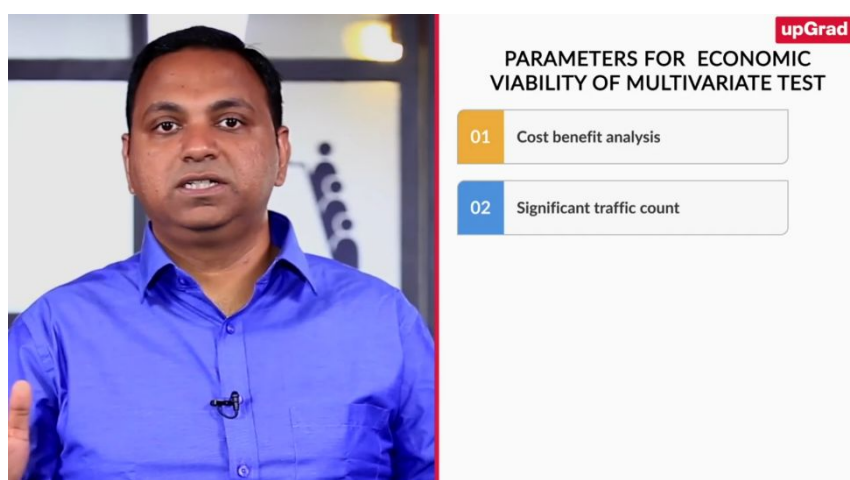 upGrad
PARAMETERS FOR ECONOMIC
VIABILITY OF MULTIVARIATE TEST
01 Cost benefit analysis
02 Significant traffic count